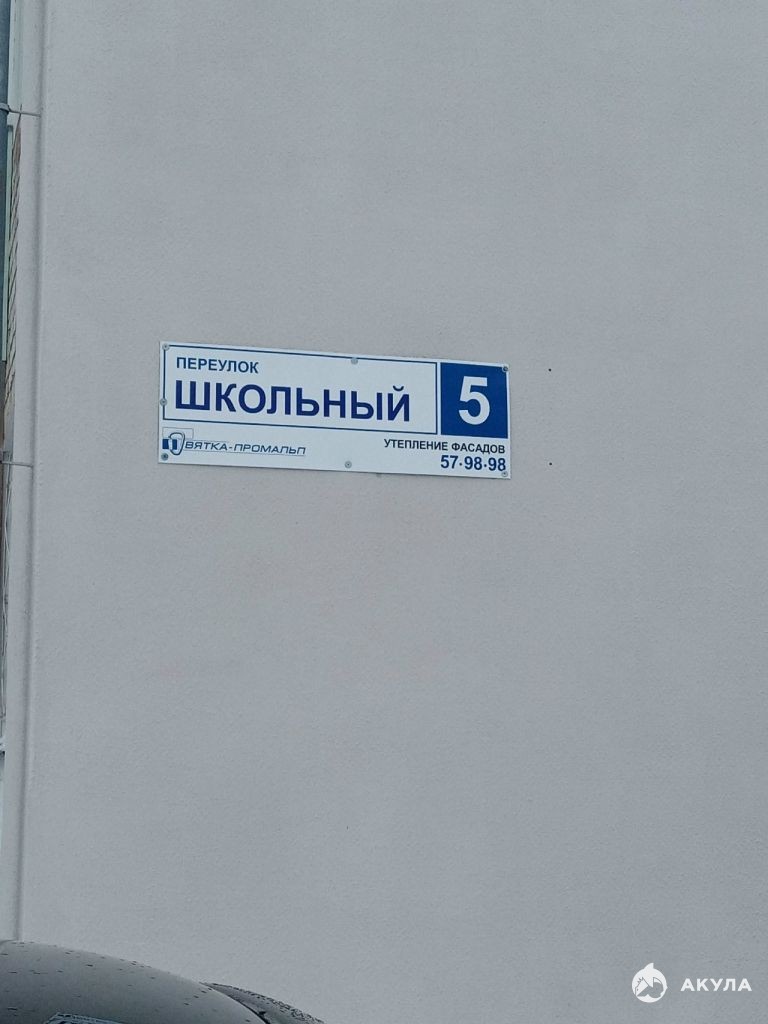 ПЕРЕУЛОК
ШКОЛЬНЫЙ 5
ВЯТКА-ПРОМАЛЬП
УТЕПЛЕНИЕ ФАСАДОВ
57·98·98
АКУЛА